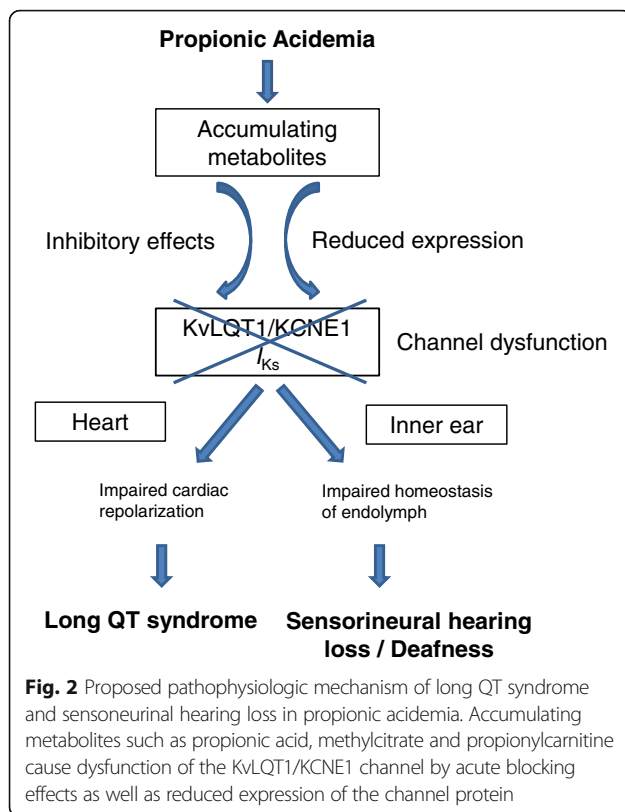 Propionic Acidemia
Accumulating
metabolites
Inhibitory effects
Reduced expression
KvLQT1/KCNE1
IKs
Channel dysfunction
Heart
Inner ear
Impaired cardiac
repolarization
Impaired homeostasis
of endolymph
Long QT syndrome
Sensorineural hearing
loss / Deafness
Fig. 2 Proposed pathophysiologic mechanism of long QT syndrome
and sensoneurinal hearing loss in propionic acidemia. Accumulating
metabolites such as propionic acid, methylcitrate and propionylcarnitine
cause dysfunction of the KvLQT1/KCNE1 channel by acute blocking
effects as well as reduced expression of the channel protein